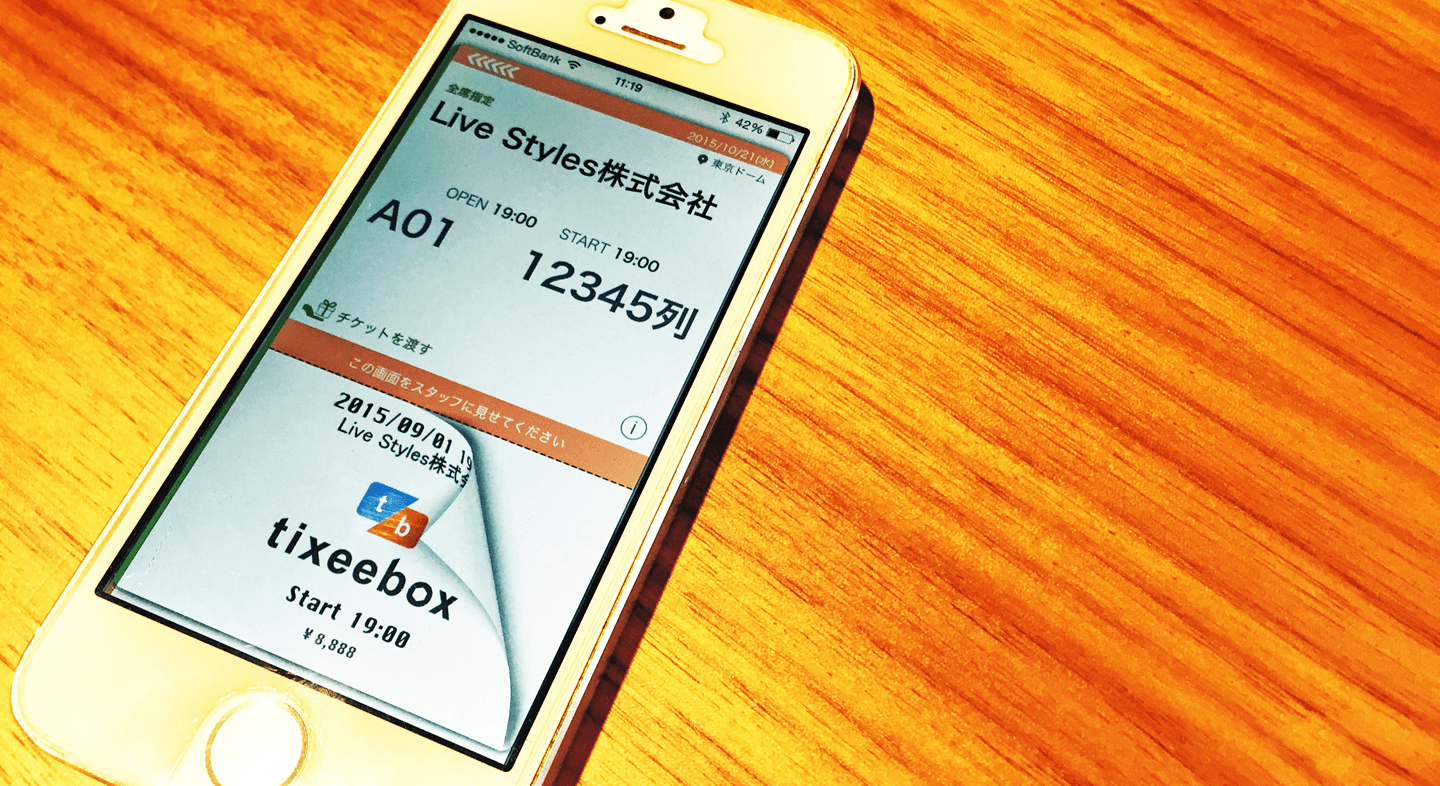 SoftBank 11:19 42%
2015/10/21(水)
全席指定
東京ドーム
Live Styles株式会社
OPEN 19:00 START 19:00
A01 12345列
チケットを渡す
この画面をスタッフに見せてください
i
2015/09/01 19
Live Styles株式会
t b
tixeebox
Start 19:00
¥8,888